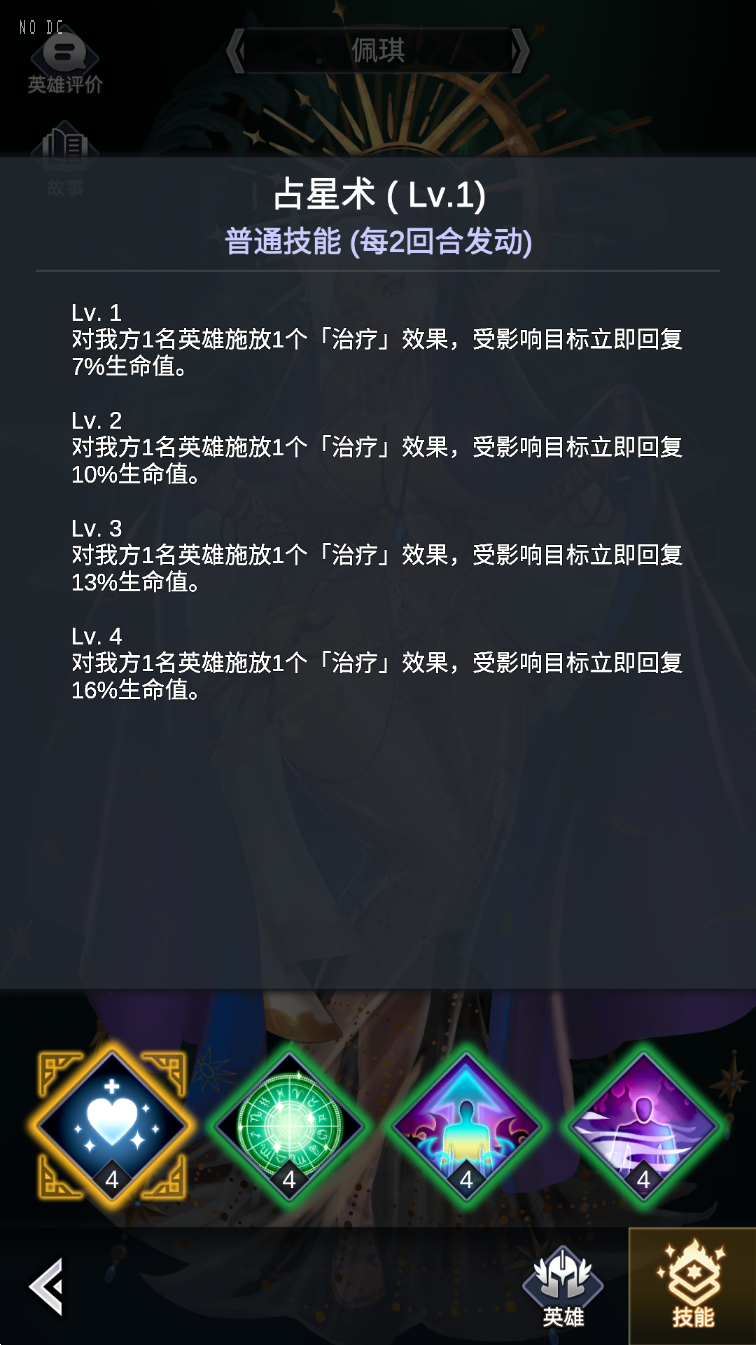 NO DC
佩琪
英雄评价
故事
占星术 ( Lv.1)
普通技能 (每2回合发动)
Lv. 1
对我方1名英雄施放1个「治疗」效果，受影响目标立即回复
7%生命值。
Lv. 2
对我方1名英雄施放1个「治疗」效果，受影响目标立即回复
10%生命值。
Lv. 3
对我方1名英雄施放1个「治疗」效果，受影响目标立即回复
13%生命值。
Lv. 4
对我方1名英雄施放1个「治疗」效果，受影响目标立即回复
16%生命值。
4
4
4
4
英雄
技能